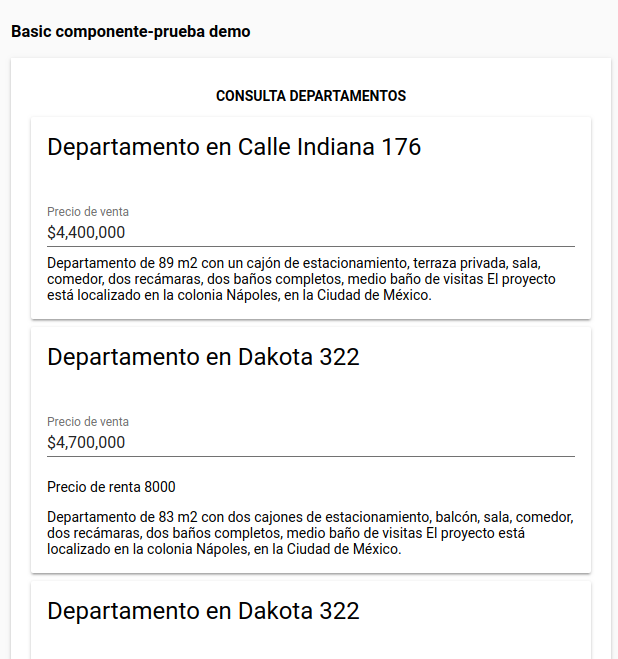 Basic componente-prueba demo
CONSULTA DEPARTAMENTOS
Departamento en Calle Indiana 176
Precio de venta
$4,400,000
Departamento de 89 m2 con un cajón de estacionamiento, terraza privada, sala,
comedor, dos recámaras, dos baños completos, medio baño de visitas El proyecto
está localizado en la colonia Nápoles, en la Ciudad de México.
Departamento en Dakota 322
Precio de venta
$4,700,000
Precio de renta 8000
Departamento de 83 m2 con dos cajones de estacionamiento, balcón, sala, comedor,
dos recámaras, dos baños completos, medio baño de visitas El proyecto está
localizado en la colonia Nápoles, en la Ciudad de México.
Departamento en Dakota 322